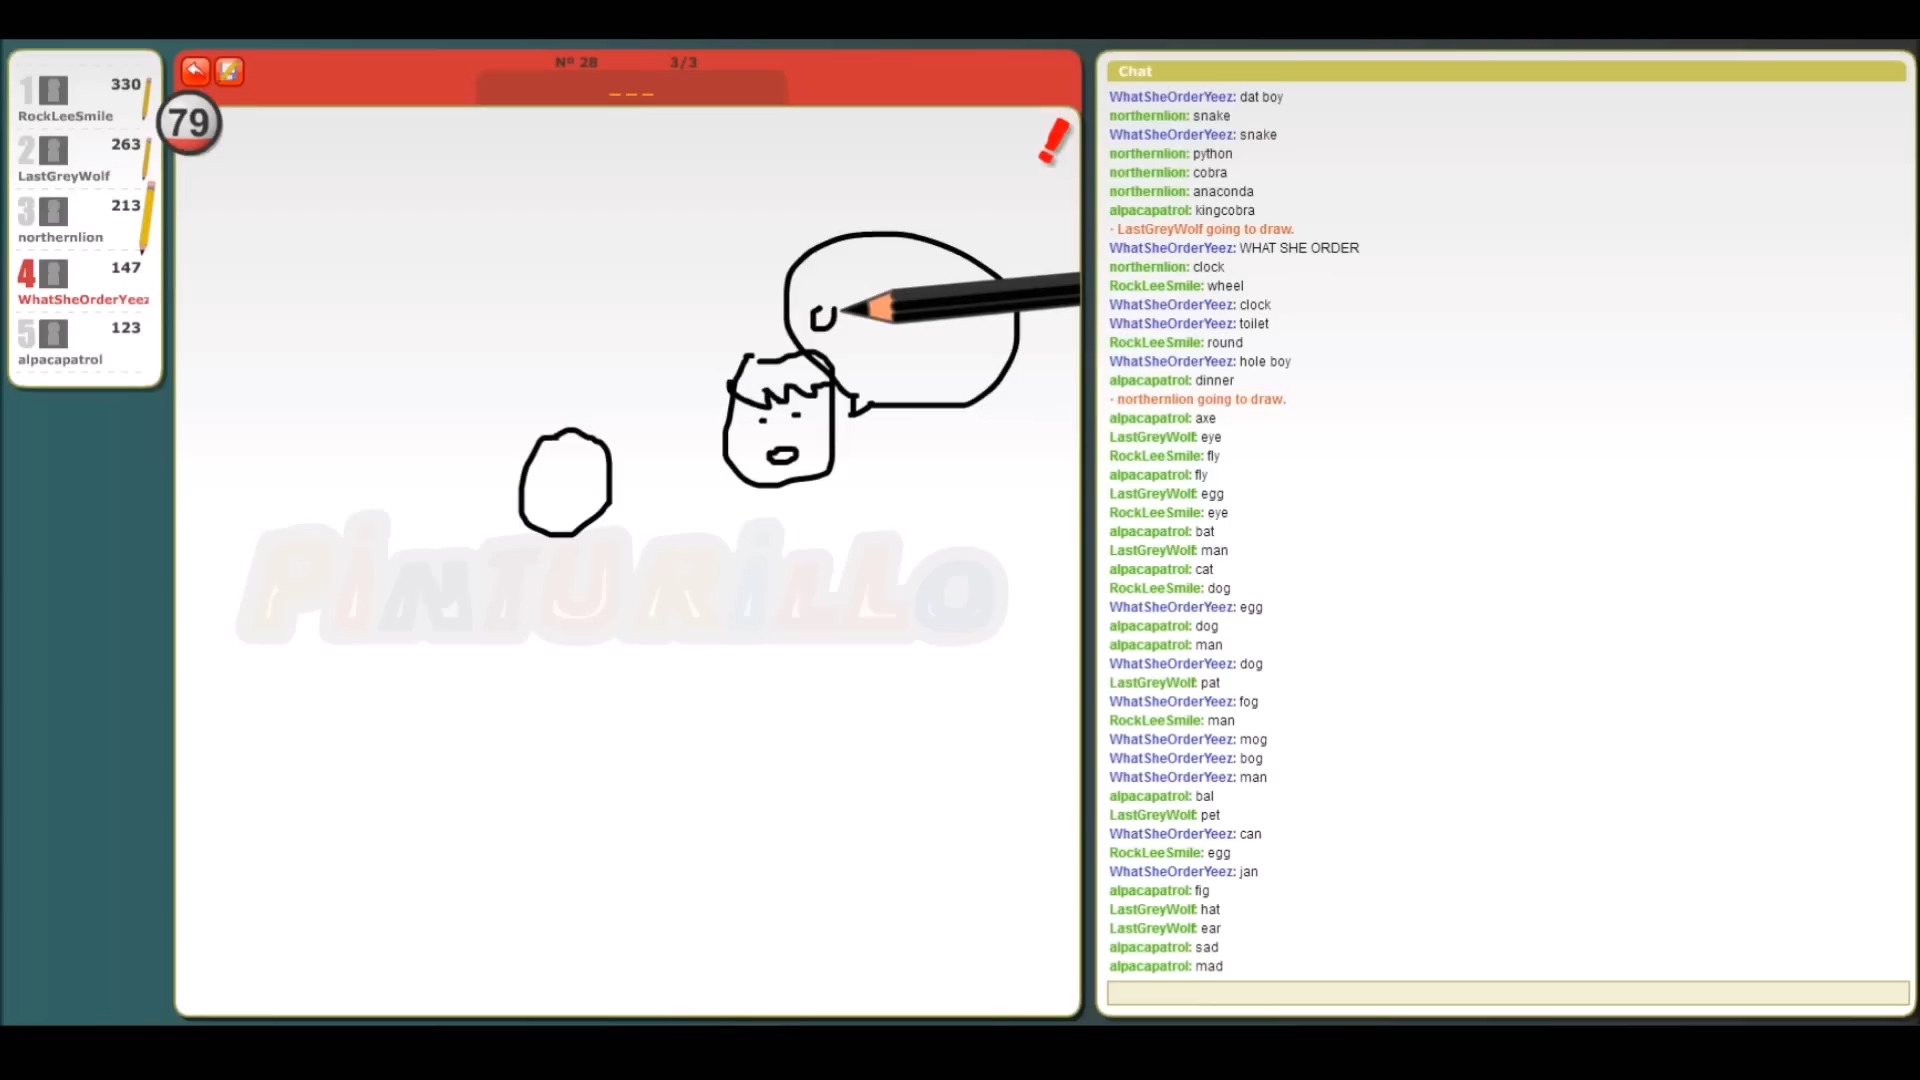 Nº 28 3/3
_ _ _
79
1 330
RockLeeSmile
2 263
LastGreyWolf
3 213
northernlion
4 147
WhatSheOrderYeez
5 123
alpacapatrol
U
PiNTURiLLO
Chat
WhatSheOrderYeez: dat boy
northernlion: snake
WhatSheOrderYeez: snake
northernlion: python
northernlion: cobra
northernlion: anaconda
alpacapatrol: kingcobra
· LastGreyWolf going to draw.
WhatSheOrderYeez: WHAT SHE ORDER
northernlion: clock
RockLeeSmile: wheel
WhatSheOrderYeez: clock
WhatSheOrderYeez: toilet
RockLeeSmile: round
WhatSheOrderYeez: hole boy
alpacapatrol: dinner
· northernlion going to draw.
alpacapatrol: axe
LastGreyWolf: eye
RockLeeSmile: fly
alpacapatrol: fly
LastGreyWolf: egg
RockLeeSmile: eye
alpacapatrol: bat
LastGreyWolf: man
alpacapatrol: cat
RockLeeSmile: dog
WhatSheOrderYeez: egg
alpacapatrol: dog
alpacapatrol: man
WhatSheOrderYeez: dog
LastGreyWolf: pat
WhatSheOrderYeez: fog
RockLeeSmile: man
WhatSheOrderYeez: mog
WhatSheOrderYeez: bog
WhatSheOrderYeez: man
alpacapatrol: bal
LastGreyWolf: pet
WhatSheOrderYeez: can
RockLeeSmile: egg
WhatSheOrderYeez: jan
alpacapatrol: fig
LastGreyWolf: hat
LastGreyWolf: ear
alpacapatrol: sad
alpacapatrol: mad